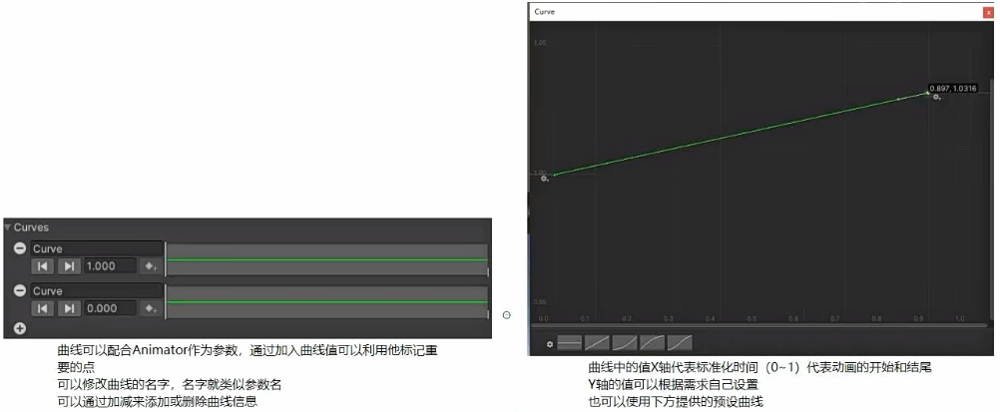 Curves
Curve
1.000
Curve
0.000
曲线可以配合Animator作为参数，通过加入曲线值可以利用他标记重
要的点
可以修改曲线的名字，名字就类似参数名
可以通过加减来添加或删除曲线信息
Curve
1.05
0.897, 1.0316
1.00
0.95
0.0 0.1 0.2 0.3 0.4 0.5 0.6 0.7 0.8 0.9 1.0
曲线中的值X轴代表标准化时间（0~1）代表动画的开始和结尾
Y轴的值可以根据需求自己设置
也可以使用下方提供的预设曲线